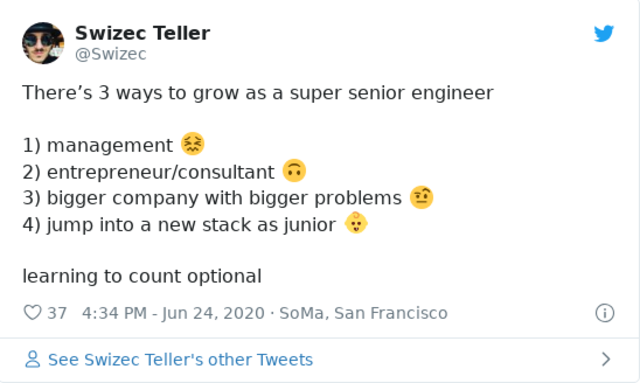 Swizec Teller
@Swizec
There’s 3 ways to grow as a super senior engineer
1) management 😖
2) entrepreneur/consultant 🙃
3) bigger company with bigger problems 🤨
4) jump into a new stack as junior 👶
learning to count optional
37 4:34 PM - Jun 24, 2020 · SoMa, San Francisco
See Swizec Teller's other Tweets